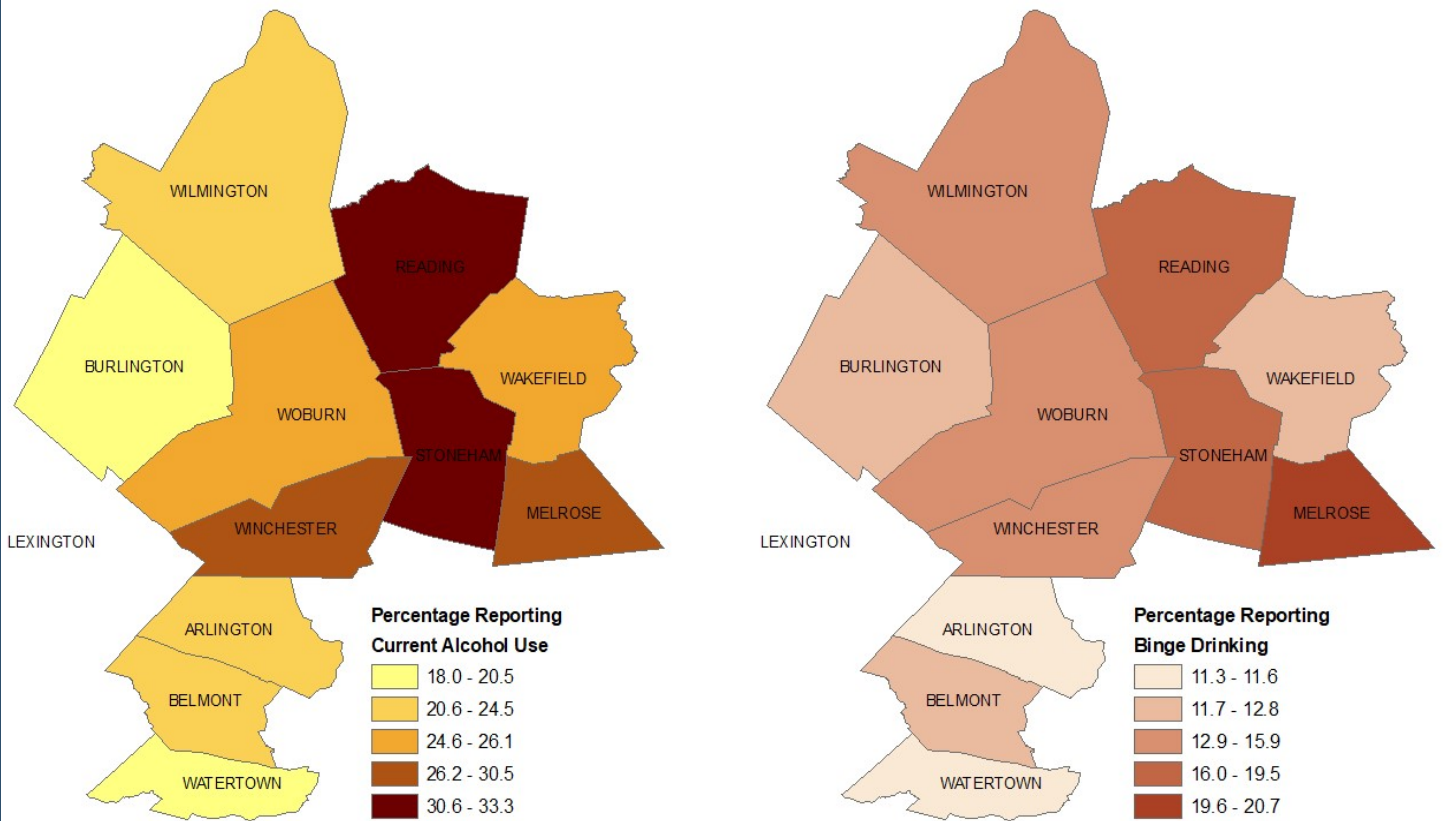 WILMINGTON
READING
BURLINGTON
WAKEFIELD
WOBURN
STONEHAM
MELROSE
WINCHESTER
LEXINGTON
ARLINGTON
BELMONT
WATERTOWN
Percentage Reporting
Current Alcohol Use
18.0 - 20.5
20.6 - 24.5
24.6 - 26.1
26.2 - 30.5
30.6 - 33.3
WILMINGTON
READING
BURLINGTON
WAKEFIELD
WOBURN
STONEHAM
MELROSE
WINCHESTER
LEXINGTON
ARLINGTON
BELMONT
WATERTOWN
Percentage Reporting
Binge Drinking
11.3 - 11.6
11.7 - 12.8
12.9 - 15.9
16.0 - 19.5
19.6 - 20.7